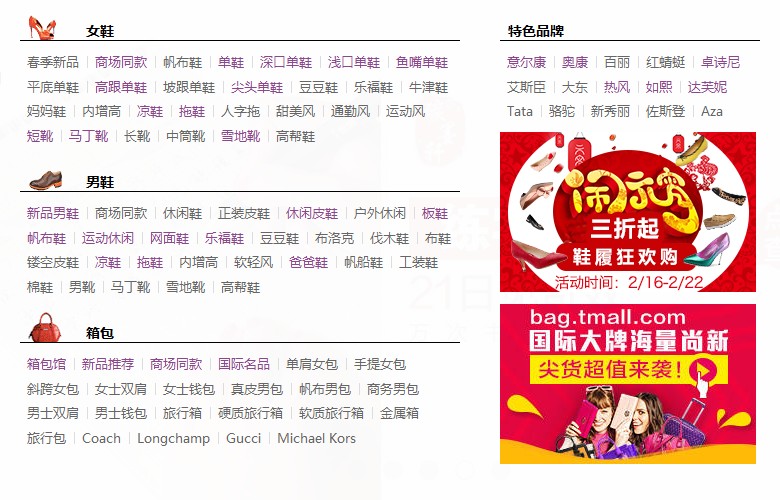 女鞋
春季新品 商场同款 帆布鞋 单鞋 深口单鞋 浅口单鞋 鱼嘴单鞋
平底单鞋 高跟单鞋 坡跟单鞋 尖头单鞋 豆豆鞋 乐福鞋 牛津鞋
妈妈鞋 内增高 凉鞋 拖鞋 人字拖 甜美风 通勤风 运动风
短靴 马丁靴 长靴 中筒靴 雪地靴 高帮鞋
男鞋
新品男鞋 商场同款 休闲鞋 正装皮鞋 休闲皮鞋 户外休闲 板鞋
帆布鞋 运动休闲 网面鞋 乐福鞋 豆豆鞋 布洛克 伐木鞋 布鞋
镂空皮鞋 凉鞋 拖鞋 内增高 软轻风 爸爸鞋 帆船鞋 工装鞋
棉鞋 男靴 马丁靴 雪地靴 高帮鞋
箱包
箱包馆 新品推荐 商场同款 国际名品 单肩女包 手提女包
斜跨女包 女士双肩 女士钱包 真皮男包 帆布男包 商务男包
男士双肩 男士钱包 旅行箱 硬质旅行箱 软质旅行箱 金属箱
旅行包 Coach Longchamp Gucci Michael Kors
特色品牌
意尔康 奥康 百丽 红蜻蜓 卓诗尼
艾斯臣 大东 热风 如熙 达芙妮
Tata 骆驼 新秀丽 佐斯登 Aza
闹元宵
三折起
鞋履狂欢购
活动时间：2/16-2/22
bag.tmall.com
国际大牌海量尚新
尖货超值来袭！